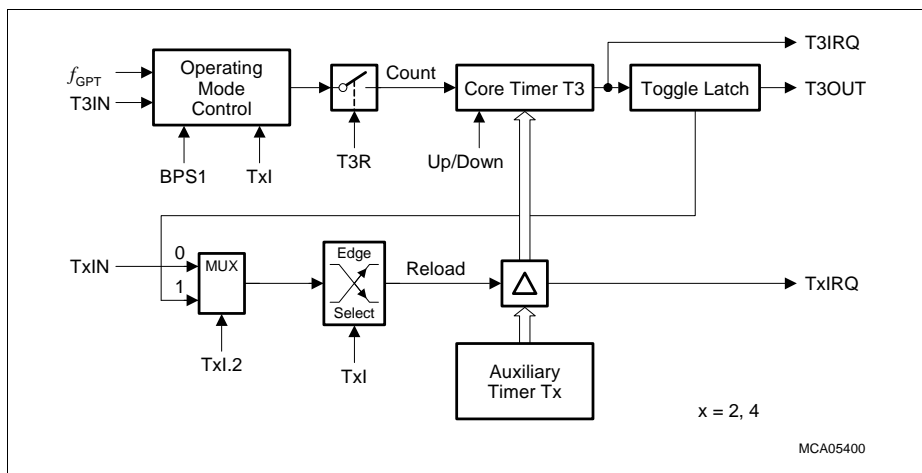 T3IRQ
fGPT
Operating
Mode
Control
Count
Core Timer T3
Toggle Latch
T3OUT
T3IN
BPS1
TxI
T3R
Up/Down
TxIN
0
1
MUX
Edge
Select
Reload
Δ
TxIRQ
TxI.2
TxI
Auxiliary
Timer Tx
x = 2, 4
MCA05400